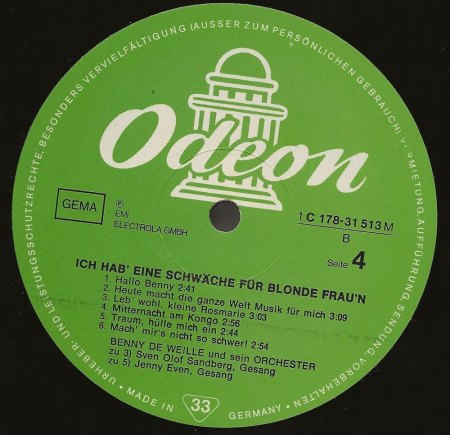 URHEBER- UND LEISTUNGSSCHUTZRECHTE, BESONDERS VERVIELFÄLTIGUNG (AUSSER ZUM PERSÖNLICHEN GEBRAUCH) VERMIETUNG, AUFFÜHRUNG, SENDUNG, VORBEHALTEN
Odeon
GEMA
℗
EMI
ELECTROLA GMBH
1 C 178-31 513 M
B
Seite 4
ICH HAB' EINE SCHWÄCHE FÜR BLONDE FRAU'N
1. Hallo Benny 2:41
2. Heute macht die ganze Welt Musik für mich 3:09
3. Leb' wohl, kleine Rosmarie 3:03
4. Mitternacht am Kongo 2:56
5. Traum, hülle mich ein 2:44
6. Mach' mir's nicht so schwer! 2:54
BENNY DE WEILLE und sein ORCHESTER
zu 3) Sven Olof Sandberg, Gesang
zu 5) Jenny Even, Gesang
MADE IN 33 GERMANY